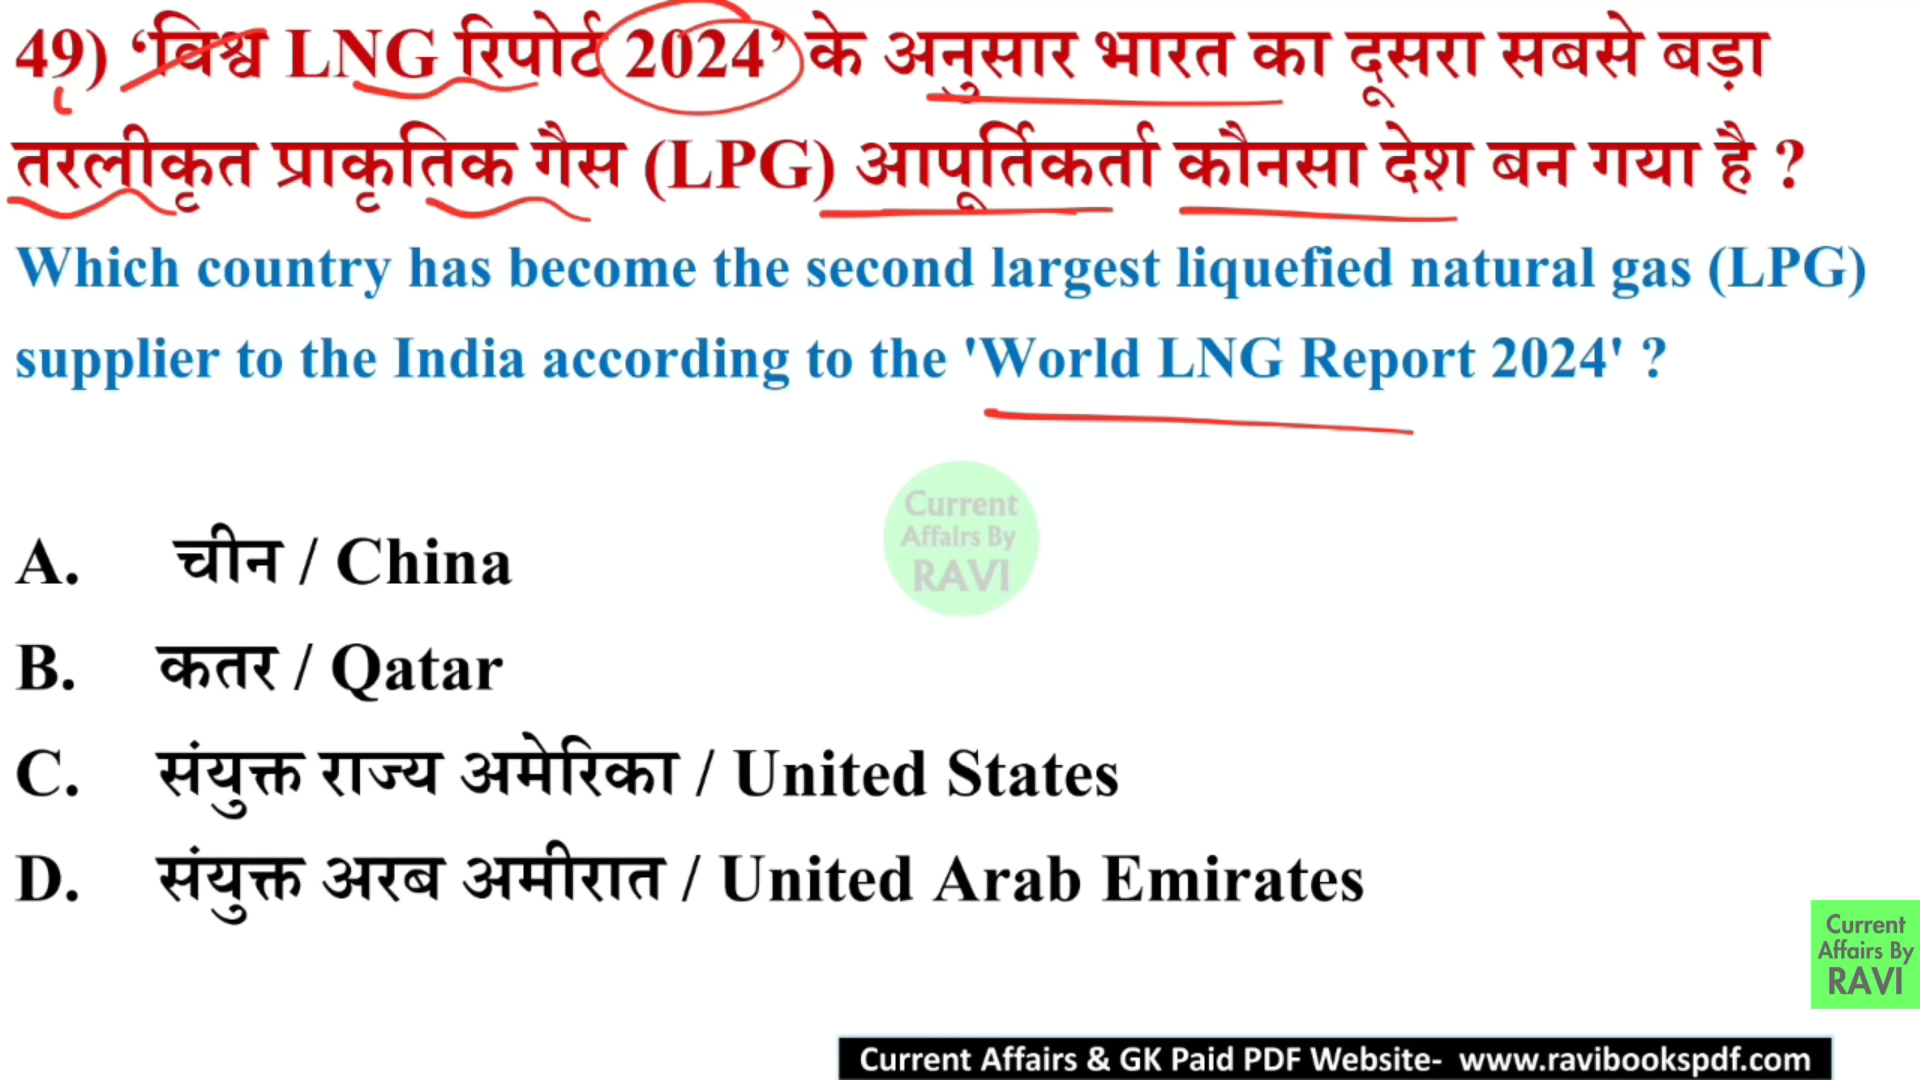 49) ‘विश्व LNG रिपोर्ट 2024’ के अनुसार भारत का दूसरा सबसे बड़ा
तरलीकृत प्राकृतिक गैस (LPG) आपूर्तिकर्ता कौनसा देश बन गया है ?
Which country has become the second largest liquefied natural gas (LPG)
supplier to the India according to the 'World LNG Report 2024' ?
Current
Affairs By
RAVI
A. चीन / China
B. कतर / Qatar
C. संयुक्त राज्य अमेरिका / United States
D. संयुक्त अरब अमीरात / United Arab Emirates
Current
Affairs By
RAVI
Current Affairs & GK Paid PDF Website- www.ravibookspdf.com